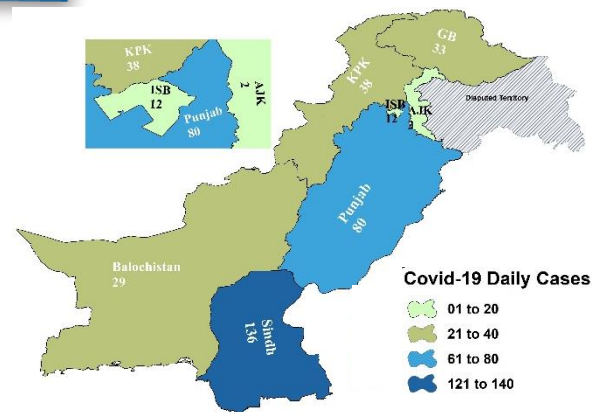 KPK
38
ISB
12
Punjab
80
AJK
2
GB
33
KPK
38
ISB
12
AJK
2
Disputed Territory
Punjab
80
Balochistan
29
Sindh
136
Covid-19 Daily Cases
01 to 20
21 to 40
61 to 80
121 to 140